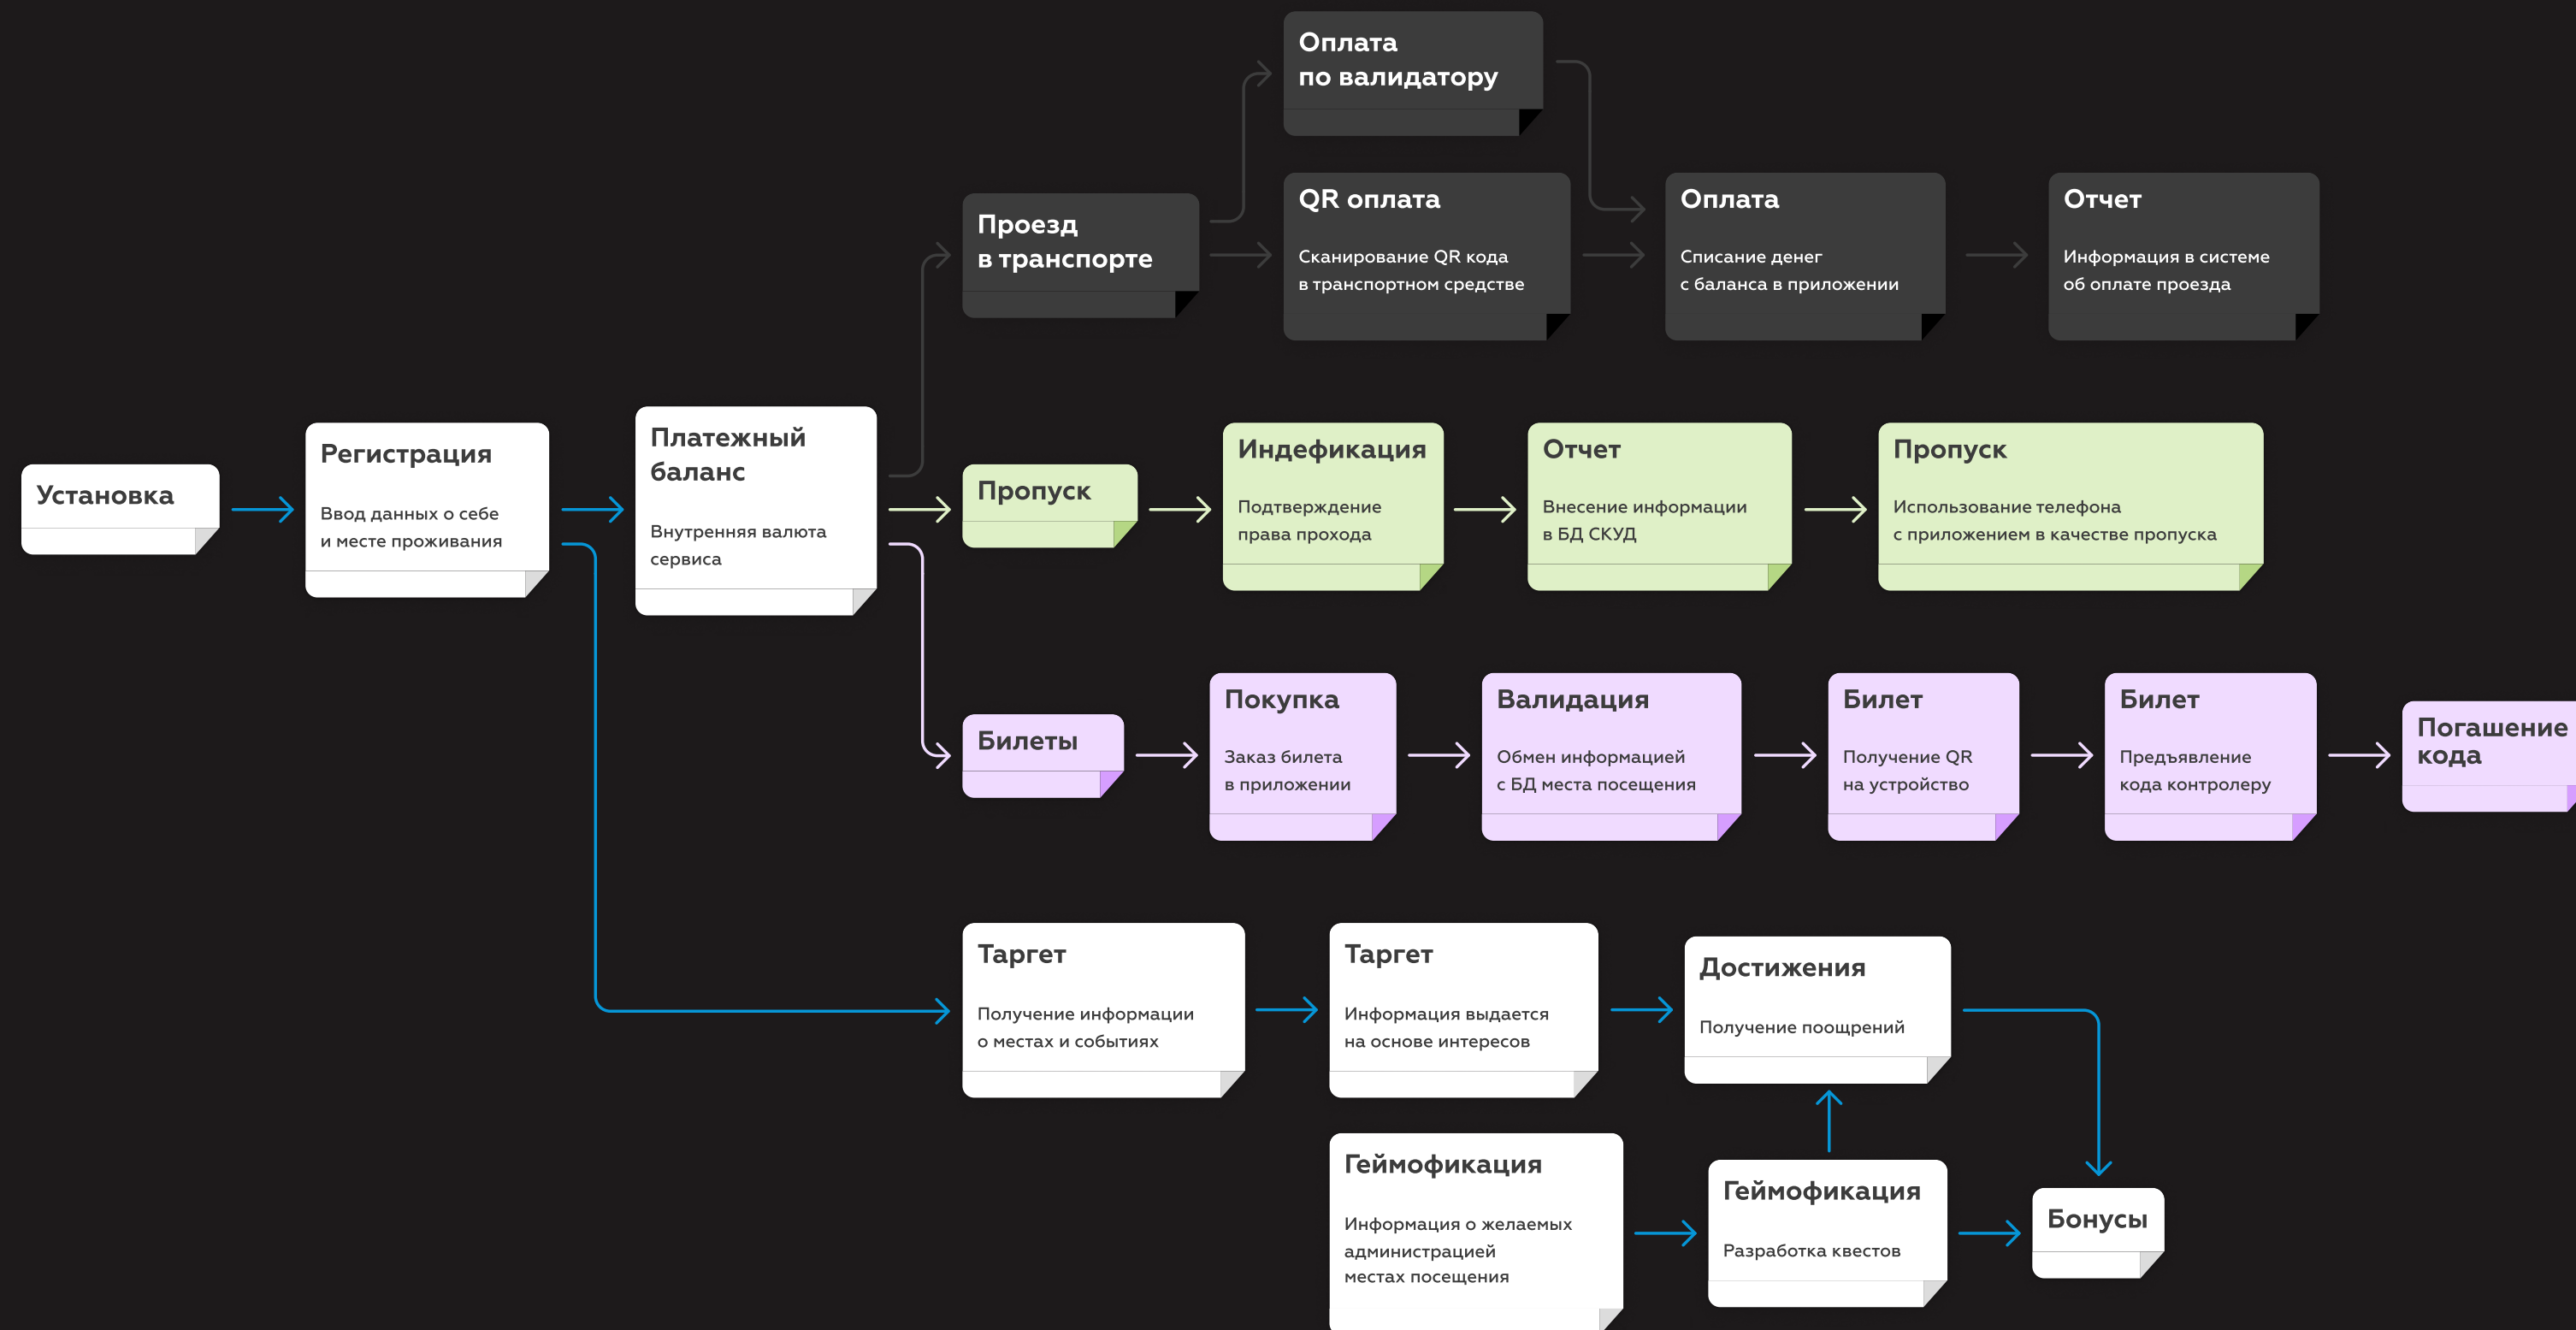 Оплата
по валидатору
Проезд
в транспорте
QR оплата
Сканирование QR кода
в транспортном средстве
Оплата
Списание денег
с баланса в приложении
Отчет
Информация в системе
об оплате проезда
Установка
Регистрация
Ввод данных о себе
и месте проживания
Платежный
баланс
Внутренняя валюта
сервиса
Пропуск
Индефикация
Подтверждение
права прохода
Отчет
Внесение информации
в БД СКУД
Пропуск
Использование телефона
с приложением в качестве пропуска
Билеты
Покупка
Заказ билета
в приложении
Валидация
Обмен информацией
с БД места посещения
Билет
Получение QR
на устройство
Билет
Предъявление
кода контролеру
Погашение
кода
Таргет
Получение информации
о местах и событиях
Таргет
Информация выдается
на основе интересов
Достижения
Получение поощрений
Геймофикация
Информация о желаемых
администрацией
местах посещения
Геймофикация
Разработка квестов
Бонусы